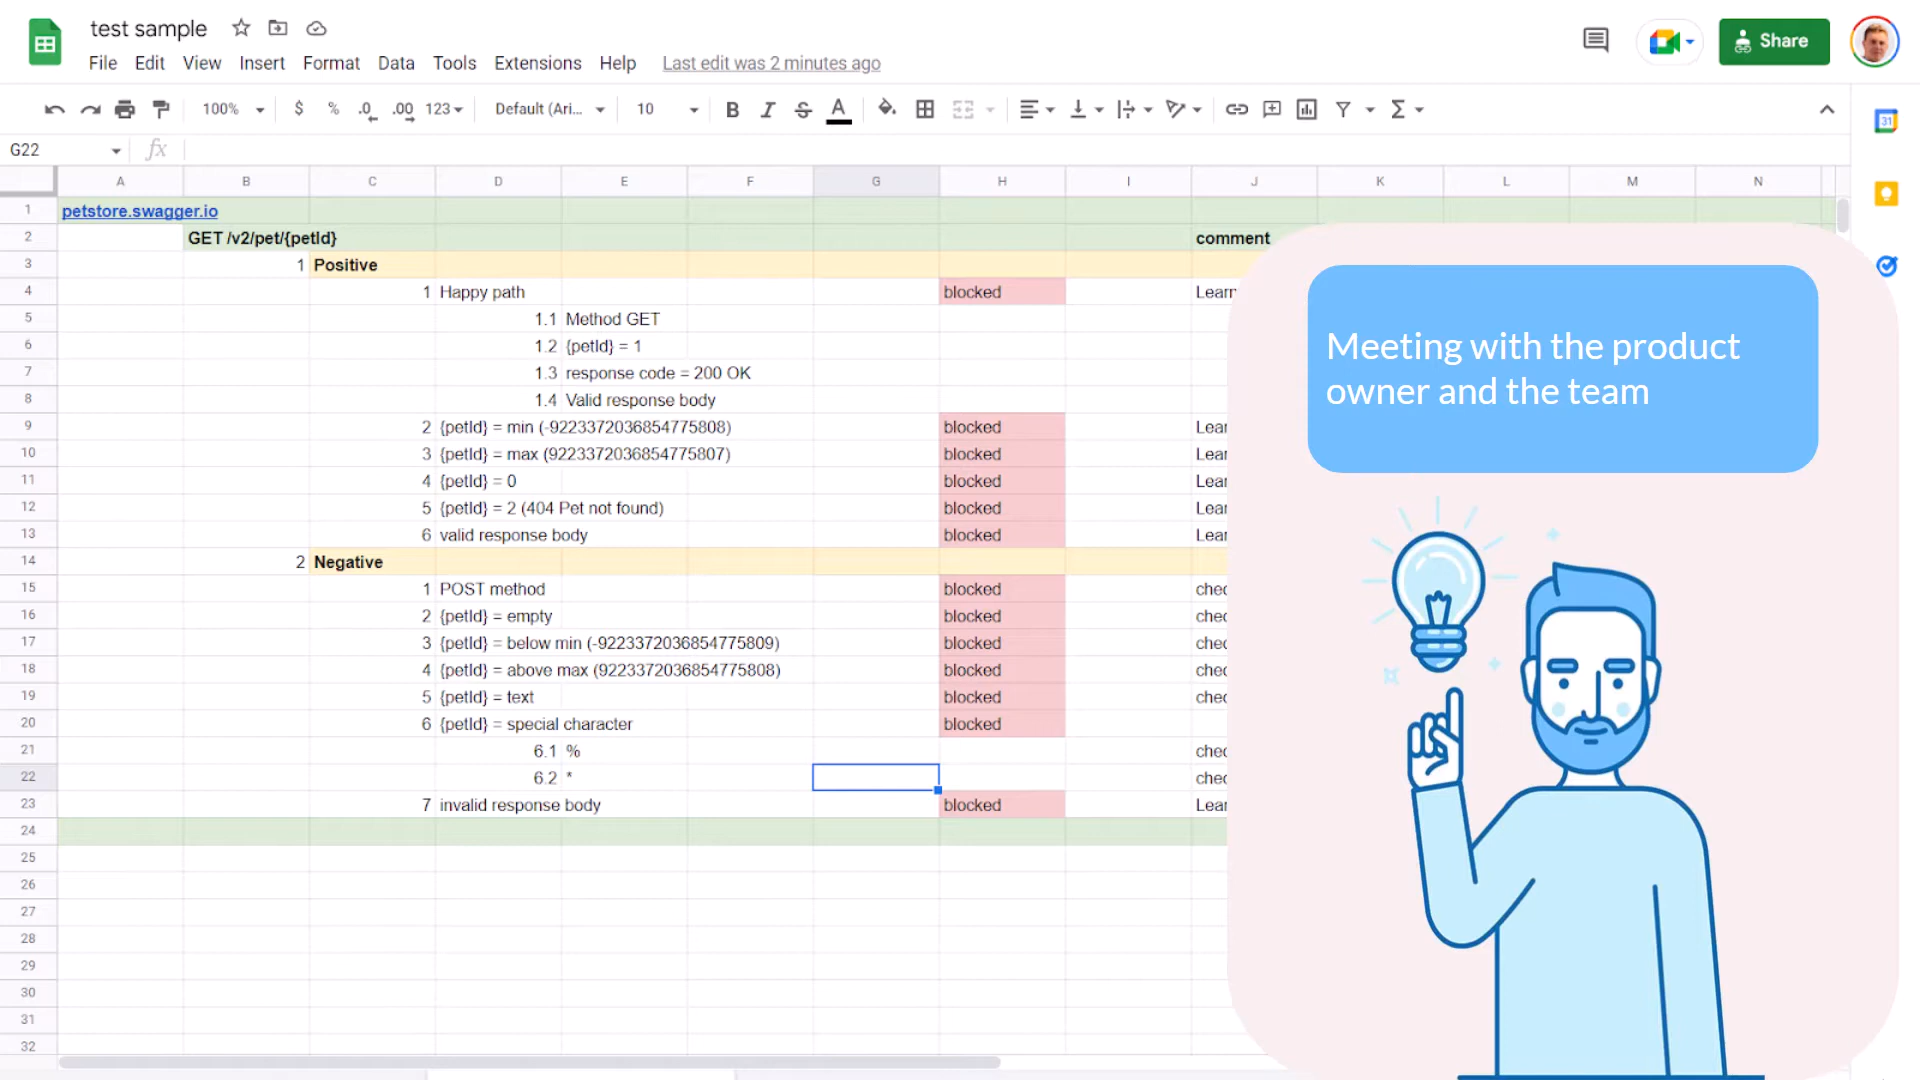 test sample
File Edit View Insert Format Data Tools Extensions Help Last edit was 2 minutes ago
Share
100% $ % .0 .00 123 Default (Ari... 10 B I S A
G22 fx
A B C D E F G H I J K L M N
1 petstore.swagger.io
2 GET /v2/pet/{petId} comment
3 1 Positive
4 1 Happy path blocked Learn
5 1.1 Method GET
6 1.2 {petId} = 1
7 1.3 response code = 200 OK
8 1.4 Valid response body
9 2 {petId} = min (-9223372036854775808) blocked Lear
10 3 {petId} = max (9223372036854775807) blocked Lear
11 4 {petId} = 0 blocked Lear
12 5 {petId} = 2 (404 Pet not found) blocked Lear
13 6 valid response body blocked Lear
14 2 Negative
15 1 POST method blocked chec
16 2 {petId} = empty blocked chec
17 3 {petId} = below min (-9223372036854775809) blocked chec
18 4 {petId} = above max (9223372036854775808) blocked chec
19 5 {petId} = text blocked chec
20 6 {petId} = special character blocked
21 6.1 % chec
22 6.2 * chec
23 7 invalid response body blocked Lear
24
25
26
27
28
29
30
31
32
Meeting with the product
owner and the team
31